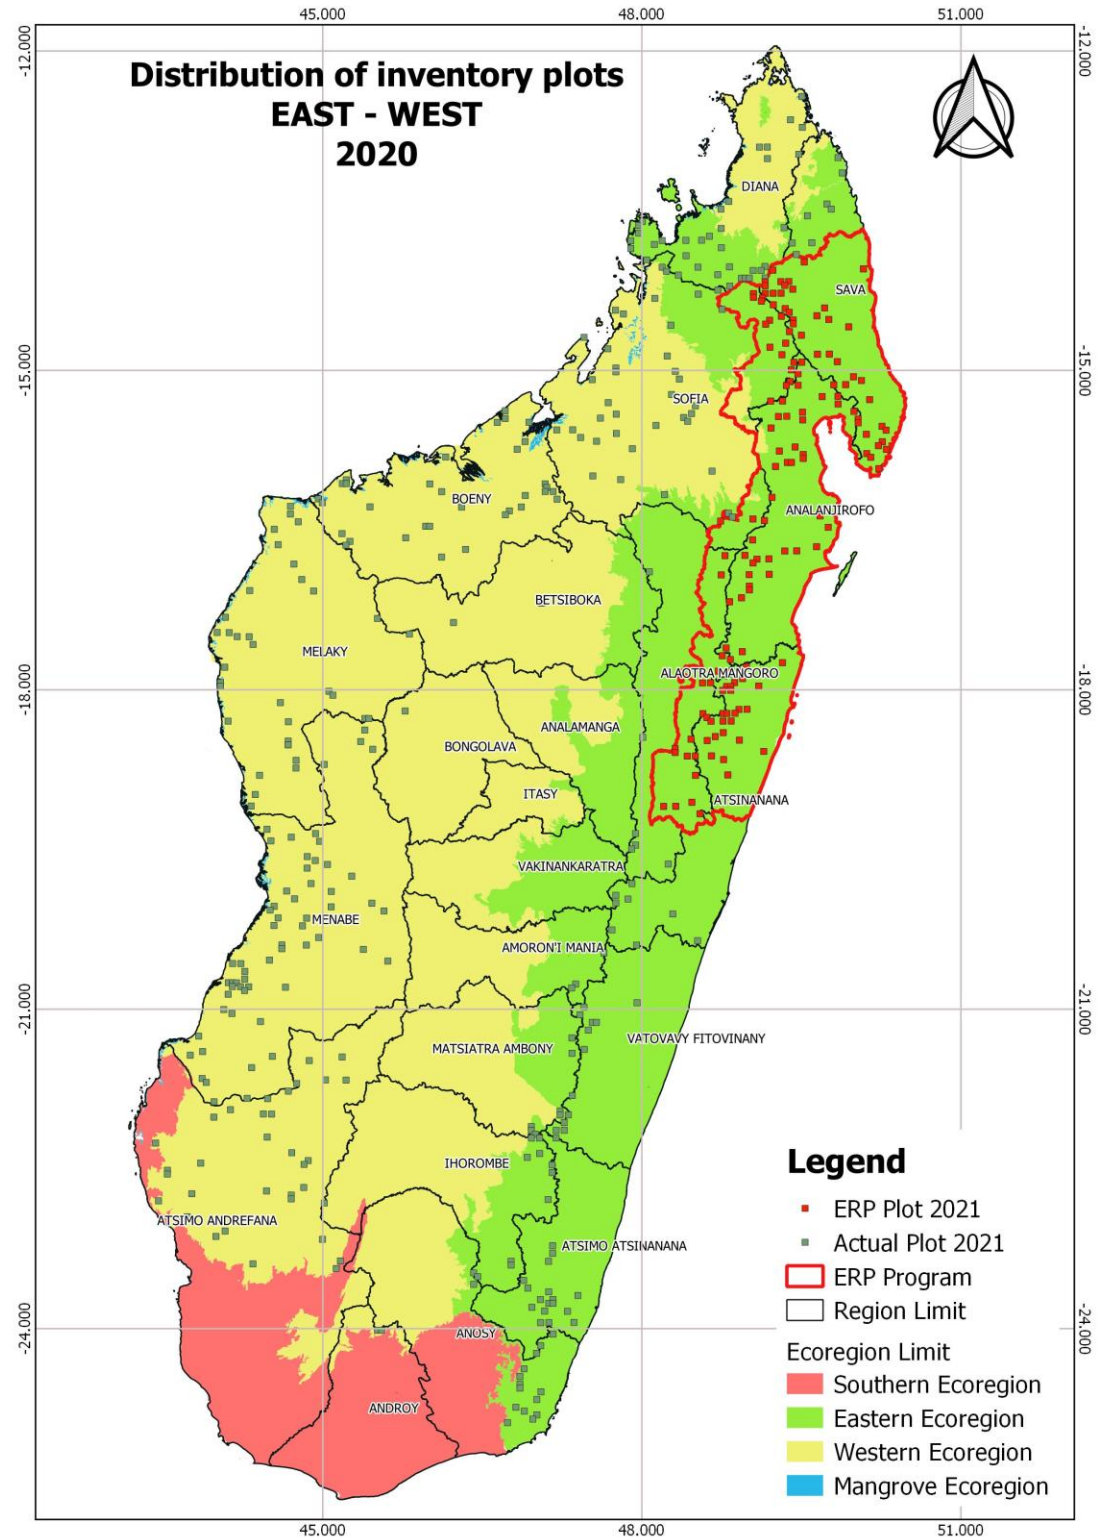 45.000 48.000 51.000
-12.000 -12.000
Distribution of inventory plots
EAST - WEST
2020
DIANA
SAVA
-15.000 -15.000
SOFIA
BOENY
ANALANJIROFO
BETSIBOKA
MELAKY
ALAOTRA MANGORO
-18.000 -18.000
ANALAMANGA
BONGOLAVA
ITASY
ATSINANANA
VAKINANKARATRA
MENABE
AMORON'I MANIA
-21.000 -21.000
VATOVAVY FITOVINANY
MATSIATRA AMBONY
IHOROMBE
ATSIMO ANDREFANA
ATSIMO ATSINANANA
-24.000 -24.000
ANOSY
ANDROY
Legend
ERP Plot 2021
Actual Plot 2021
ERP Program
Region Limit
Ecoregion Limit
Southern Ecoregion
Eastern Ecoregion
Western Ecoregion
Mangrove Ecoregion
45.000 48.000 51.000